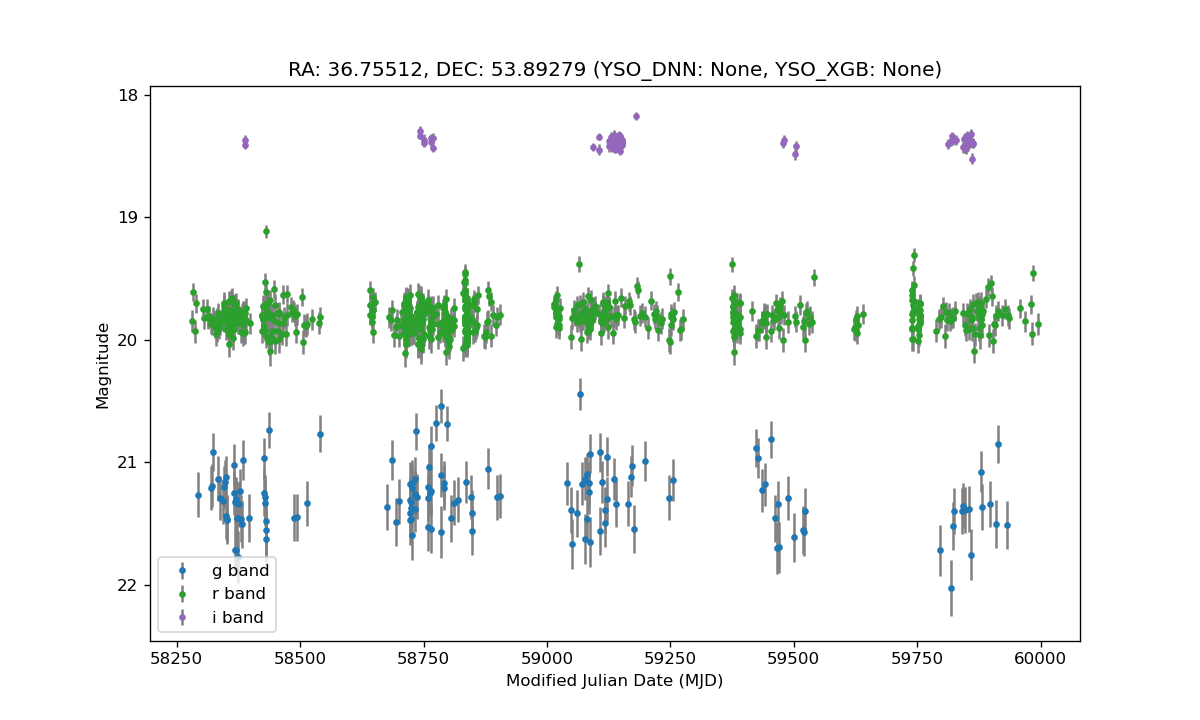 RA: 36.75512, DEC: 53.89279 (YSO_DNN: None, YSO_XGB: None)
18
19
20
21
22
Magnitude
g band
r band
i band
58250 58500 58750 59000 59250 59500 59750 60000
Modified Julian Date (MJD)